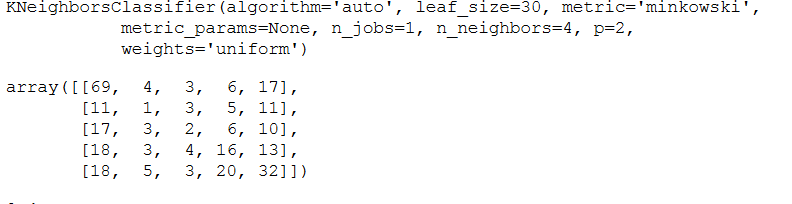 KNeighborsClassifier(algorithm='auto', leaf_size=30, metric='minkowski',
metric_params=None, n_jobs=1, n_neighbors=4, p=2,
weights='uniform')
array([[69, 4, 3, 6, 17],
[11, 1, 3, 5, 11],
[17, 3, 2, 6, 10],
[18, 3, 4, 16, 13],
[18, 5, 3, 20, 32]])